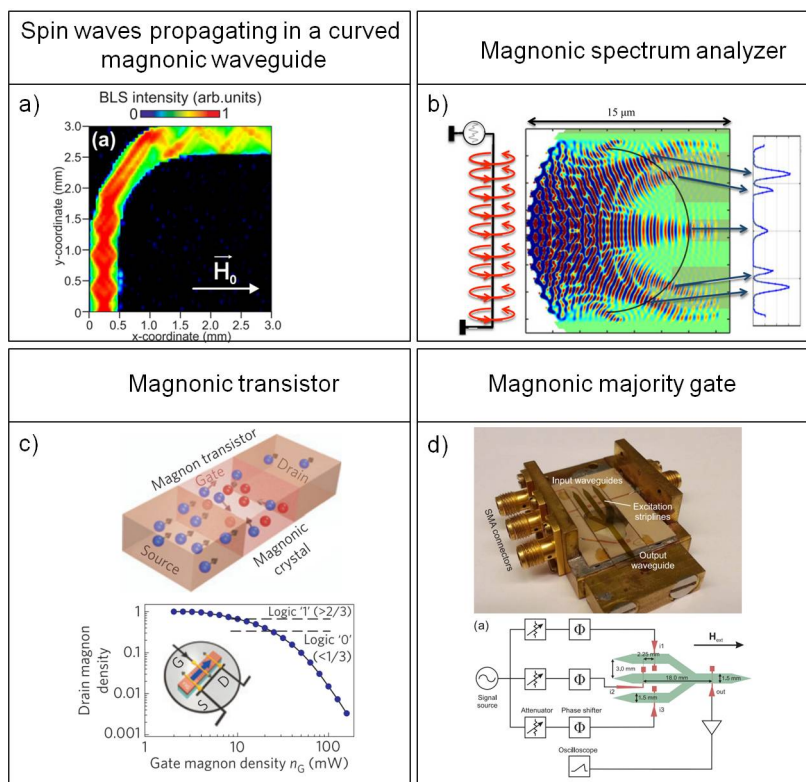 Spin waves propagating in a curved
magnonic waveguide
a)
BLS intensity (arb.units)
0 1
(a)
3.0
2.5
2.0
1.5
1.0
0.5
0
y-coordinate (mm)
H₀
0 0.5 1.0 1.5 2.0 2.5 3.0
x-coordinate (mm)
Magnonic spectrum analyzer
b)
15 μm
Magnonic transistor
c)
Magnon transistor
Gate
Drain
Source
Magnonic
crystal
Drain magnon
density
1
0.1
0.01
0.001
Logic '1' (>2/3)
Logic '0'
(<1/3)
G
D
S
1 10 100
Gate magnon density nG (mW)
Magnonic majority gate
d)
Input waveguides
Excitation
striplines
SMA connectors
Output
waveguide
(a)
Φ
i1
Hext
2.25 mm
3,0 mm
Signal
source
Φ
i2
18.0 mm
1.5 mm
out
1,5 mm
Φ
i3
Attenuator
Phase shifter
Oscilloscope